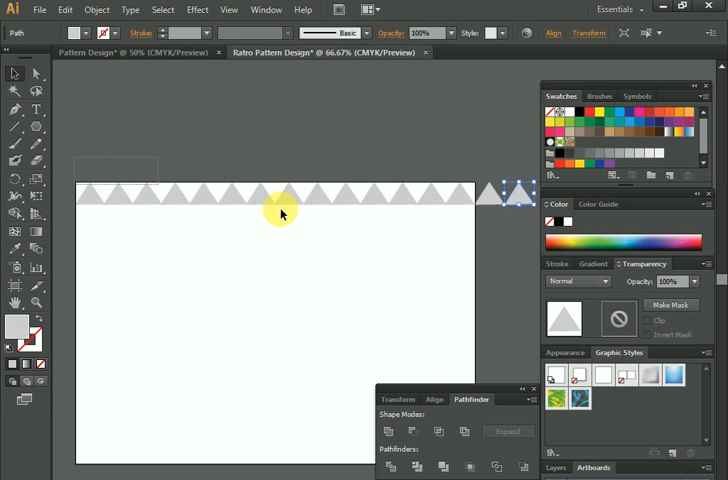 Ai File Edit Object Type Select Effect View Window Help Br Essentials
Path Stroke: Basic Opacity: 100% Style: Align Transform
Pattern Design* @ 50% (CMYK/Preview) × Ratro Pattern Design* @ 66.67% (CMYK/Preview) ×
Swatches Brushes Symbols
Color Color Guide
Stroke Gradient Transparency
Normal Opacity: 100%
Make Mask
Clip
Invert Mask
Appearance Graphic Styles
Transform Align Pathfinder
Shape Modes:
Expand
Pathfinders:
Layers Artboards